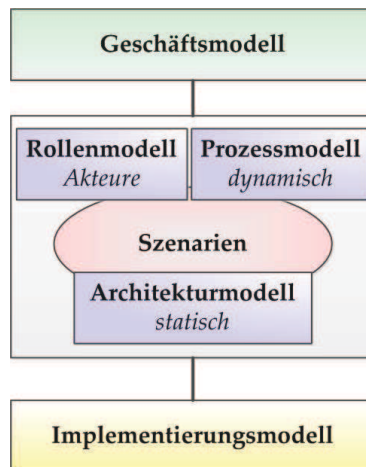 Geschäftsmodell
Rollenmodell
Akteure
Prozessmodell
dynamisch
Szenarien
Architekturmodell
statisch
Implementierungsmodell